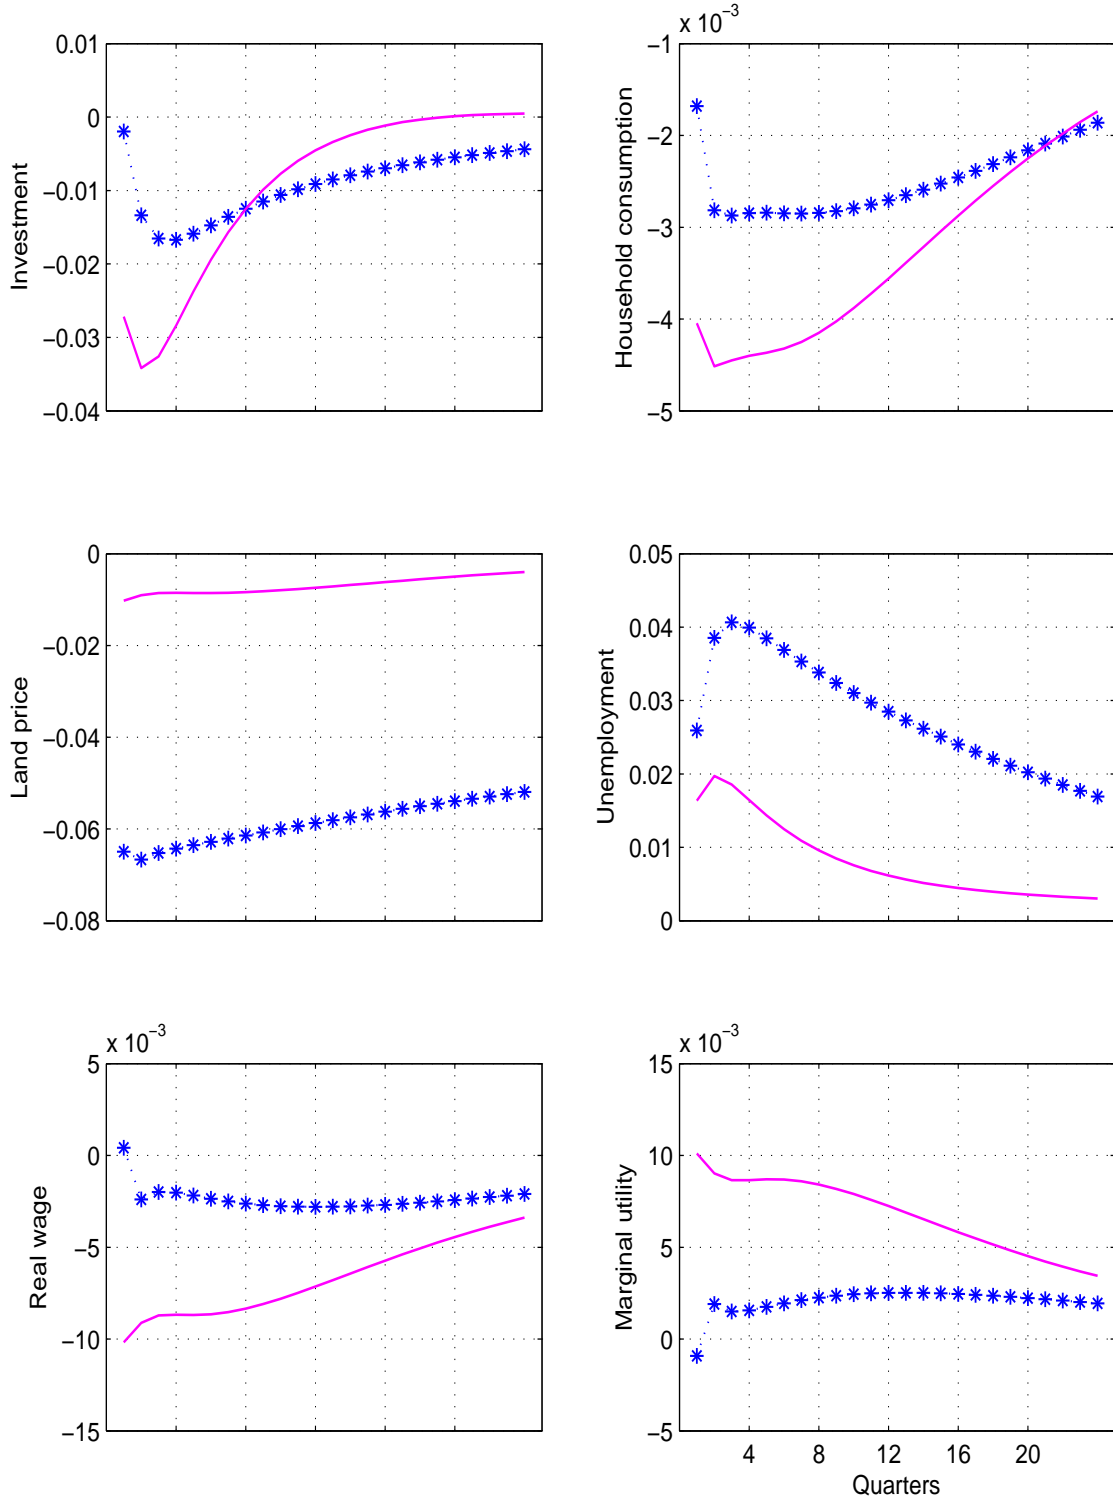 0.01
0
−0.01
−0.02
−0.03
−0.04
Investment
x 10−3
−1
−2
−3
−4
−5
Household consumption
0
−0.02
−0.04
−0.06
−0.08
Land price
0.05
0.04
0.03
0.02
0.01
0
Unemployment
x 10−3
5
0
−5
−10
−15
Real wage
x 10−3
15
10
5
0
−5
Marginal utility
4 8 12 16 20
Quarters